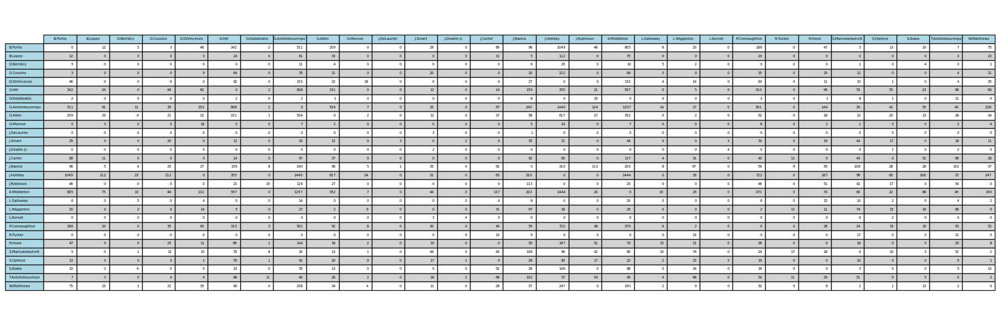 B.Portis B.Lopez D.Bembry D.Cousins D.DiVincenzo G.Hill G.Kalaitzakis G.Antetokounmpo G.Allen G.Monroe J.DeLaurier J.Smart J.Dowtin Jr. J.Carter J.Nwora J.Holiday J.Robinson K.Middleton L.Galloway L.Wigginton L.Kornet P.Connaughton R.Tucker R.Hood S.Mamukelashvili S.Ojeleye S.Ibaka T.Antetokounmpo W.Matthews
B.Portis 0 12 5 3 46 342 2 511 209 0 0 29 0 89 98 1049 46 805 6 20 0 186 0 47 5 13 10 7 75
B.Lopez 12 0 0 0 0 24 0 61 33 0 0 0 0 11 5 112 0 75 0 0 0 20 0 0 0 0 0 3 23
D.Bembry 5 0 0 0 0 0 0 11 4 0 0 0 0 0 6 23 0 10 5 2 0 0 0 0 1 0 4 0 1
D.Cousins 3 0 0 0 9 64 0 35 21 0 0 20 0 0 20 212 0 84 0 0 0 35 0 25 12 0 0 4 21
D.DiVincenzo 46 0 0 9 0 62 0 153 22 18 0 0 0 0 27 0 0 132 4 14 0 63 0 11 10 1 0 4 35
G.Hill 342 24 0 64 62 0 2 608 231 0 0 12 0 14 159 355 21 597 0 5 0 310 0 96 55 55 23 86 60
G.Kalaitzakis 2 0 0 0 0 2 0 2 1 0 0 0 0 0 8 0 19 0 0 0 0 3 0 1 8 1 0 11 0
G.Antetokounmpo 511 61 11 35 153 608 2 0 534 7 0 33 0 97 240 1440 124 1297 14 27 0 501 0 144 30 42 55 40 238
G.Allen 209 33 4 21 22 231 1 534 0 2 0 12 0 37 58 617 27 352 0 2 0 92 0 18 13 20 13 28 34
G.Monroe 0 0 0 0 18 0 0 7 2 0 0 0 0 0 5 24 0 7 0 9 0 8 0 2 1 0 0 2 4
J.DeLaurier 0 0 0 0 0 0 0 0 0 0 0 3 0 0 1 0 0 0 0 0 0 0 0 0 0 0 0 0 0
J.Smart 29 0 0 20 0 12 0 33 12 0 3 0 2 0 35 31 0 44 0 0 3 30 0 19 44 17 0 18 11
J.Dowtin Jr. 0 0 0 0 0 0 0 0 0 0 0 2 0 0 0 0 0 0 0 0 4 0 0 0 0 1 0 2 0
J.Carter 89 11 0 0 0 14 0 97 37 0 0 0 0 0 92 63 0 137 4 31 0 40 13 0 43 0 52 66 28
J.Nwora 98 5 6 20 27 159 8 240 58 5 1 35 0 92 0 310 113 203 8 97 0 59 9 50 108 28 28 102 37
J.Holiday 1049 112 23 212 0 355 0 1440 617 24 0 31 0 63 310 0 0 1444 0 16 0 722 0 167 96 83 106 37 247
J.Robinson 46 0 0 0 0 21 19 124 27 0 0 0 0 0 113 0 0 20 0 0 0 46 0 51 42 17 0 54 0
K.Middleton 805 75 10 84 132 597 0 1297 352 7 0 44 0 137 203 1444 20 0 33 29 0 370 0 70 60 22 88 49 190
L.Galloway 6 0 5 0 4 0 0 14 0 0 0 0 0 4 8 0 0 33 0 0 0 6 0 15 10 2 0 4 2
L.Wigginton 20 0 2 0 14 5 0 27 2 9 0 0 0 31 97 16 0 29 0 0 0 2 13 11 74 15 16 68 9
L.Kornet 0 0 0 0 0 0 0 0 0 0 0 3 4 0 0 0 0 0 0 0 0 0 0 0 0 2 0 0 0
P.Connaughton 186 20 0 35 63 310 3 501 92 8 0 30 0 40 59 722 46 370 6 2 0 0 0 36 24 19 16 53 52
R.Tucker 0 0 0 0 0 0 0 0 0 0 0 0 0 13 9 0 0 0 0 13 0 0 0 0 17 0 0 11 0
R.Hood 47 0 0 25 11 96 1 144 18 2 0 19 0 0 50 167 51 70 15 11 0 36 0 0 18 0 0 29 8
S.Mamukelashvili 5 0 1 12 10 55 8 30 13 1 0 44 0 43 108 96 42 60 10 74 0 24 17 18 0 10 3 51 2
S.Ojeleye 13 0 0 0 1 55 1 42 20 0 0 17 1 0 28 83 17 22 2 15 2 19 0 0 10 0 0 9 1
S.Ibaka 10 0 4 0 0 23 0 55 13 0 0 0 0 52 28 106 0 88 0 16 0 16 0 0 3 0 0 5 13
T.Antetokounmpo 7 3 0 4 4 86 11 40 28 2 0 18 2 66 102 37 54 49 4 68 0 53 11 29 51 9 5 0 2
W.Matthews 75 23 1 21 35 60 0 238 34 4 0 11 0 28 37 247 0 190 2 9 0 52 0 8 2 1 13 2 0